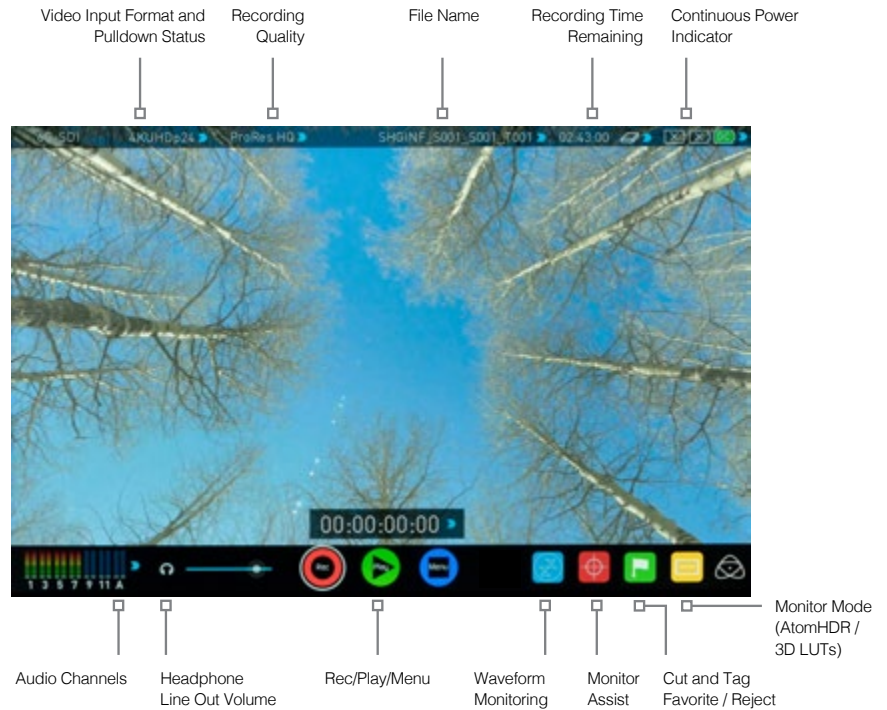 Video Input Format and
Pulldown Status
Recording
Quality
File Name
Recording Time
Remaining
Continuous Power
Indicator
6G-SDI 4KUHDp24 ProRes HQ SHGINF_S001_S001_T001 02:43:00 DC
00:00:00:00
1 3 5 7 9 11 A
Rec
Play
Menu
Monitor Mode
(AtomHDR /
3D LUTs)
Audio Channels
Headphone
Line Out Volume
Rec/Play/Menu
Waveform
Monitoring
Monitor
Assist
Cut and Tag
Favorite / Reject